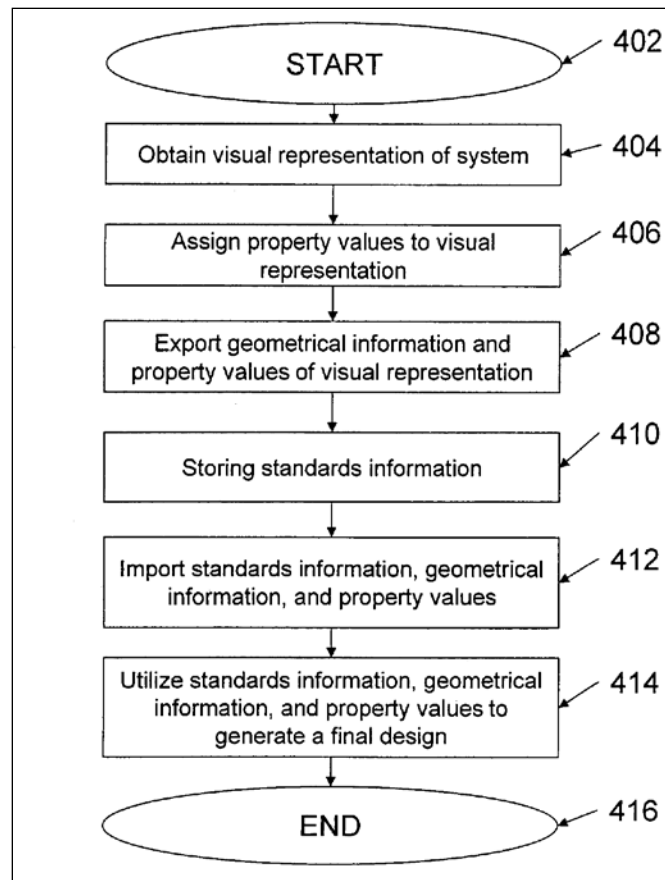 START
402
Obtain visual representation of system
404
Assign property values to visual
representation
406
Export geometrical information and
property values of visual representation
408
Storing standards information
410
Import standards information, geometrical
information, and property values
412
Utilize standards information, geometrical
information, and property values to
generate a final design
414
END
416